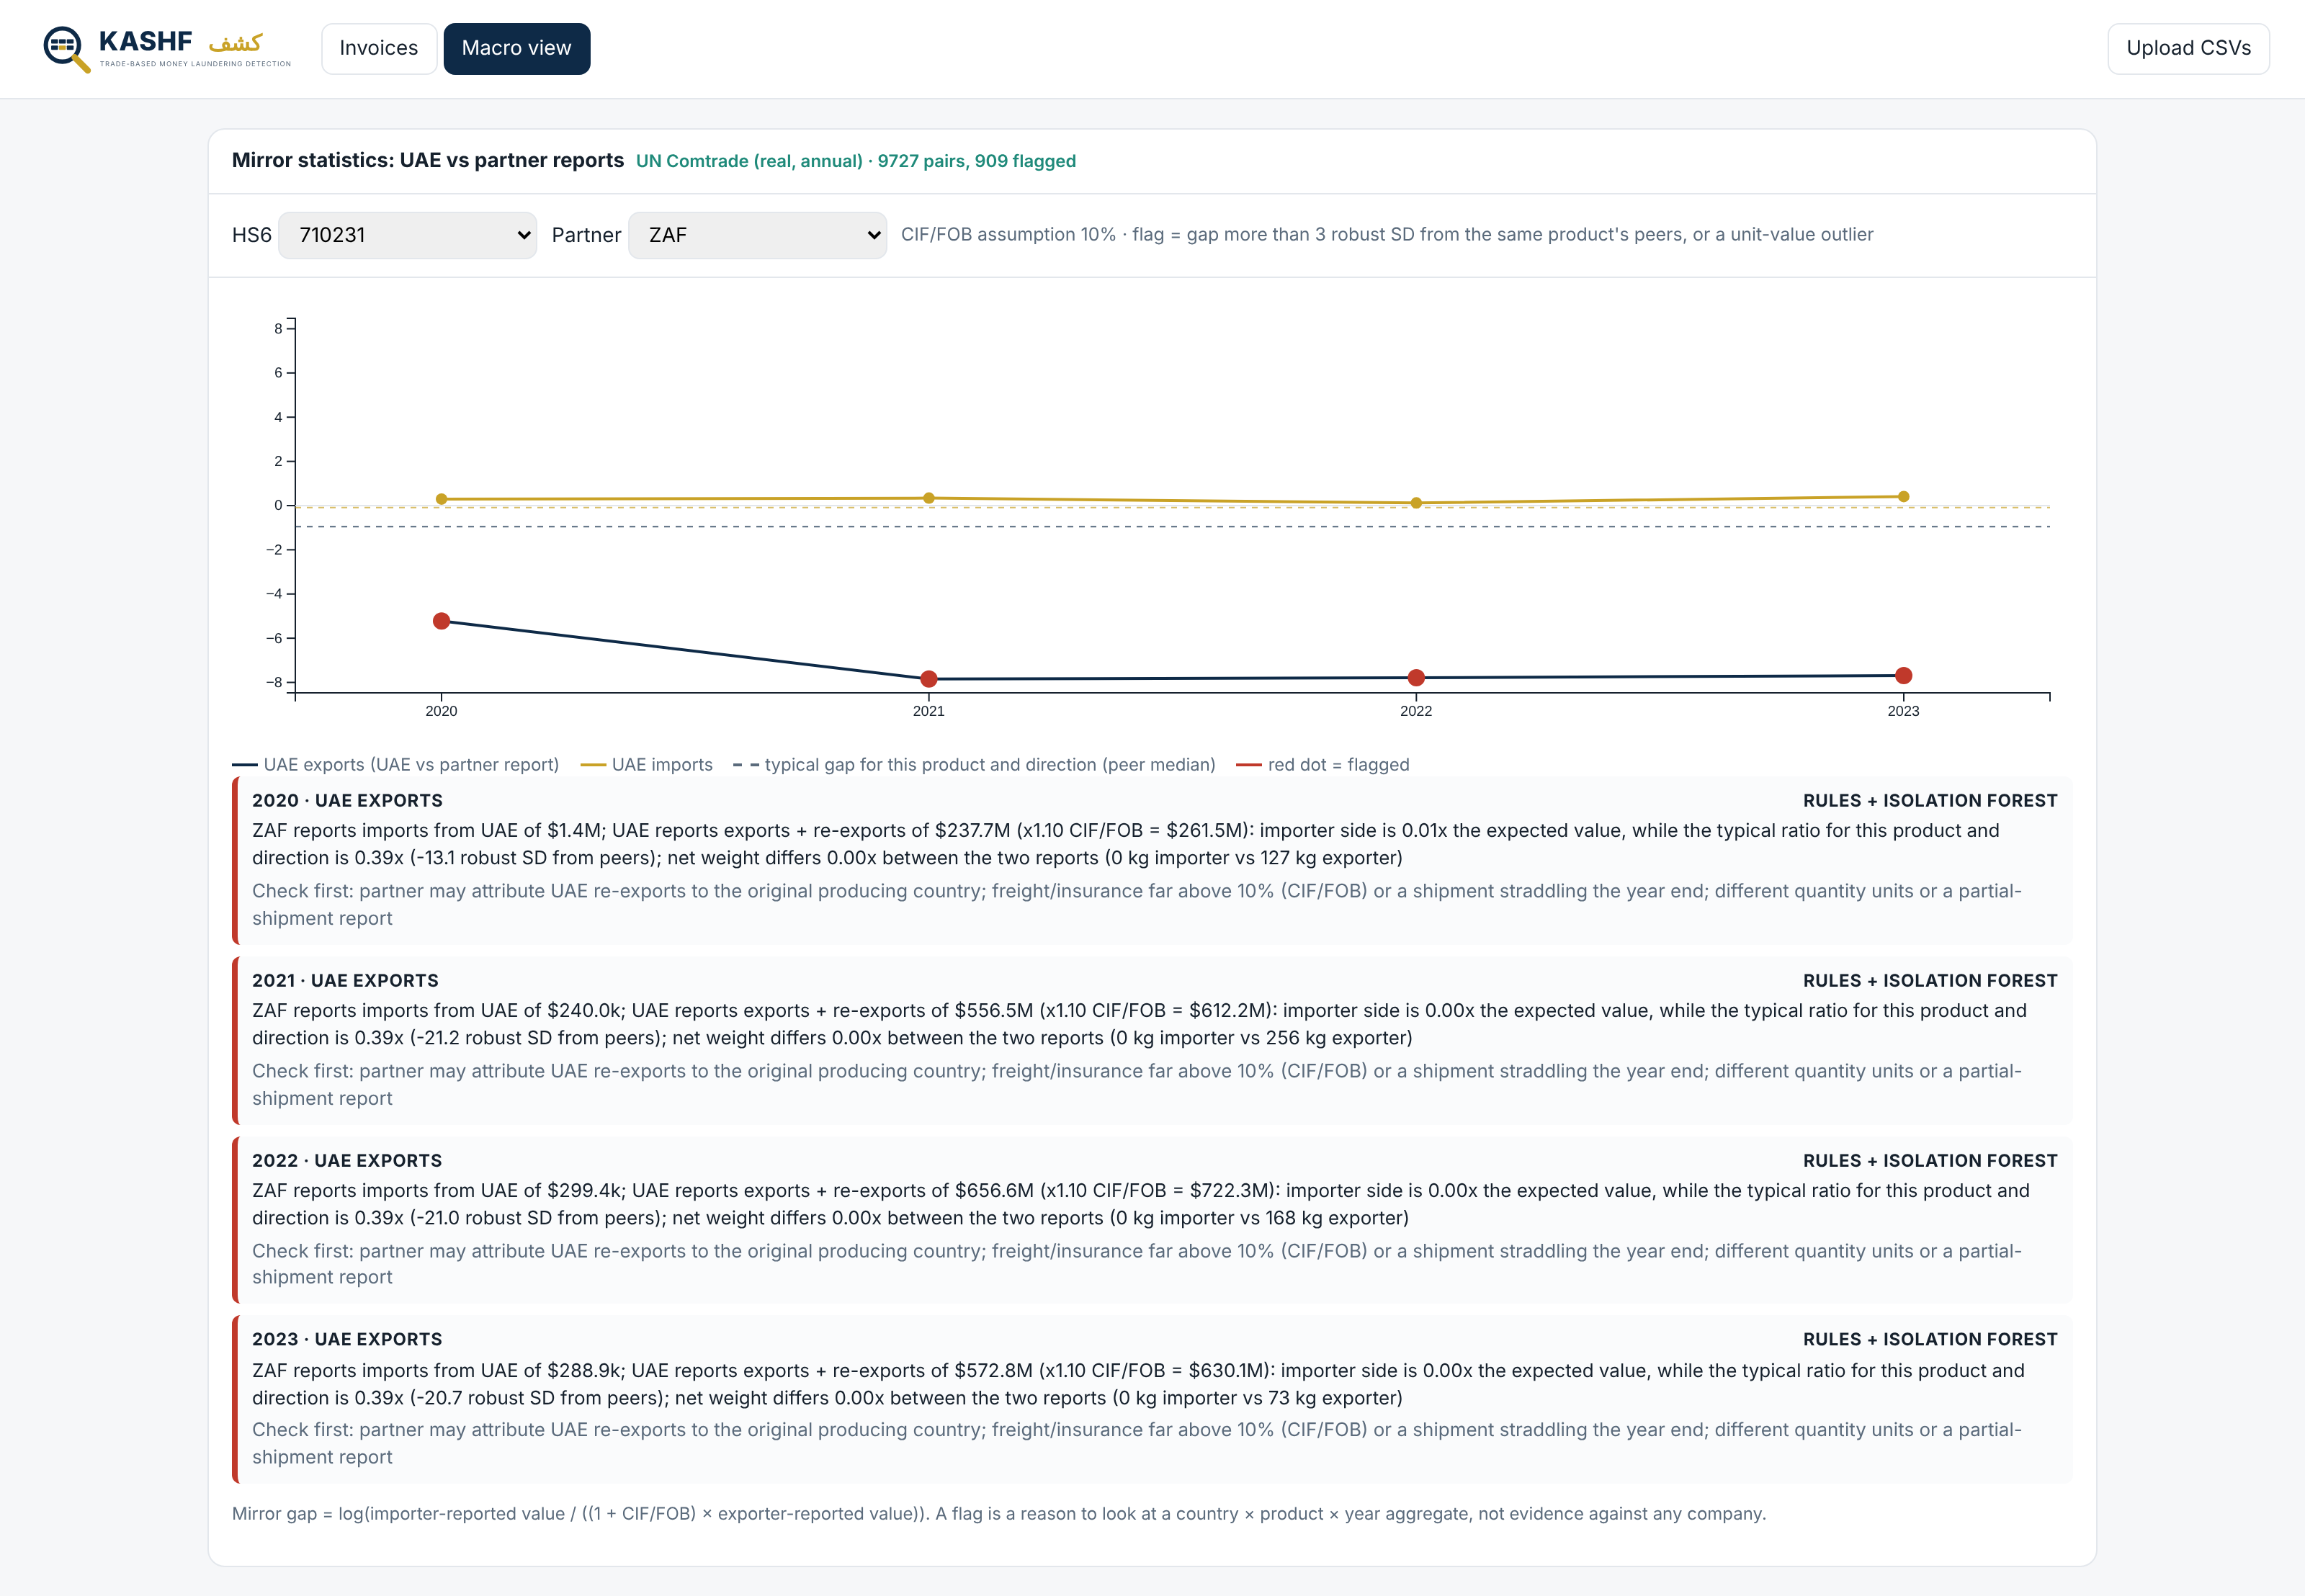 KASHF كشف
TRADE-BASED MONEY LAUNDERING DETECTION
Invoices
Macro view
Upload CSVs
Mirror statistics: UAE vs partner reports UN Comtrade (real, annual) · 9727 pairs, 909 flagged
HS6 710231 Partner ZAF CIF/FOB assumption 10% · flag = gap more than 3 robust SD from the same product's peers, or a unit-value outlier
8
6
4
2
0
−2
−4
−6
−8
2020 2021 2022 2023
UAE exports (UAE vs partner report) UAE imports typical gap for this product and direction (peer median) red dot = flagged
2020 · UAE EXPORTS RULES + ISOLATION FOREST
ZAF reports imports from UAE of $1.4M; UAE reports exports + re-exports of $237.7M (x1.10 CIF/FOB = $261.5M): importer side is 0.01x the expected value, while the typical ratio for this product and
direction is 0.39x (-13.1 robust SD from peers); net weight differs 0.00x between the two reports (0 kg importer vs 127 kg exporter)
Check first: partner may attribute UAE re-exports to the original producing country; freight/insurance far above 10% (CIF/FOB) or a shipment straddling the year end; different quantity units or a partial-
shipment report
2021 · UAE EXPORTS RULES + ISOLATION FOREST
ZAF reports imports from UAE of $240.0k; UAE reports exports + re-exports of $556.5M (x1.10 CIF/FOB = $612.2M): importer side is 0.00x the expected value, while the typical ratio for this product and
direction is 0.39x (-21.2 robust SD from peers); net weight differs 0.00x between the two reports (0 kg importer vs 256 kg exporter)
Check first: partner may attribute UAE re-exports to the original producing country; freight/insurance far above 10% (CIF/FOB) or a shipment straddling the year end; different quantity units or a partial-
shipment report
2022 · UAE EXPORTS RULES + ISOLATION FOREST
ZAF reports imports from UAE of $299.4k; UAE reports exports + re-exports of $656.6M (x1.10 CIF/FOB = $722.3M): importer side is 0.00x the expected value, while the typical ratio for this product and
direction is 0.39x (-21.0 robust SD from peers); net weight differs 0.00x between the two reports (0 kg importer vs 168 kg exporter)
Check first: partner may attribute UAE re-exports to the original producing country; freight/insurance far above 10% (CIF/FOB) or a shipment straddling the year end; different quantity units or a partial-
shipment report
2023 · UAE EXPORTS RULES + ISOLATION FOREST
ZAF reports imports from UAE of $288.9k; UAE reports exports + re-exports of $572.8M (x1.10 CIF/FOB = $630.1M): importer side is 0.00x the expected value, while the typical ratio for this product and
direction is 0.39x (-20.7 robust SD from peers); net weight differs 0.00x between the two reports (0 kg importer vs 73 kg exporter)
Check first: partner may attribute UAE re-exports to the original producing country; freight/insurance far above 10% (CIF/FOB) or a shipment straddling the year end; different quantity units or a partial-
shipment report
Mirror gap = log(importer-reported value / ((1 + CIF/FOB) × exporter-reported value)). A flag is a reason to look at a country × product × year aggregate, not evidence against any company.